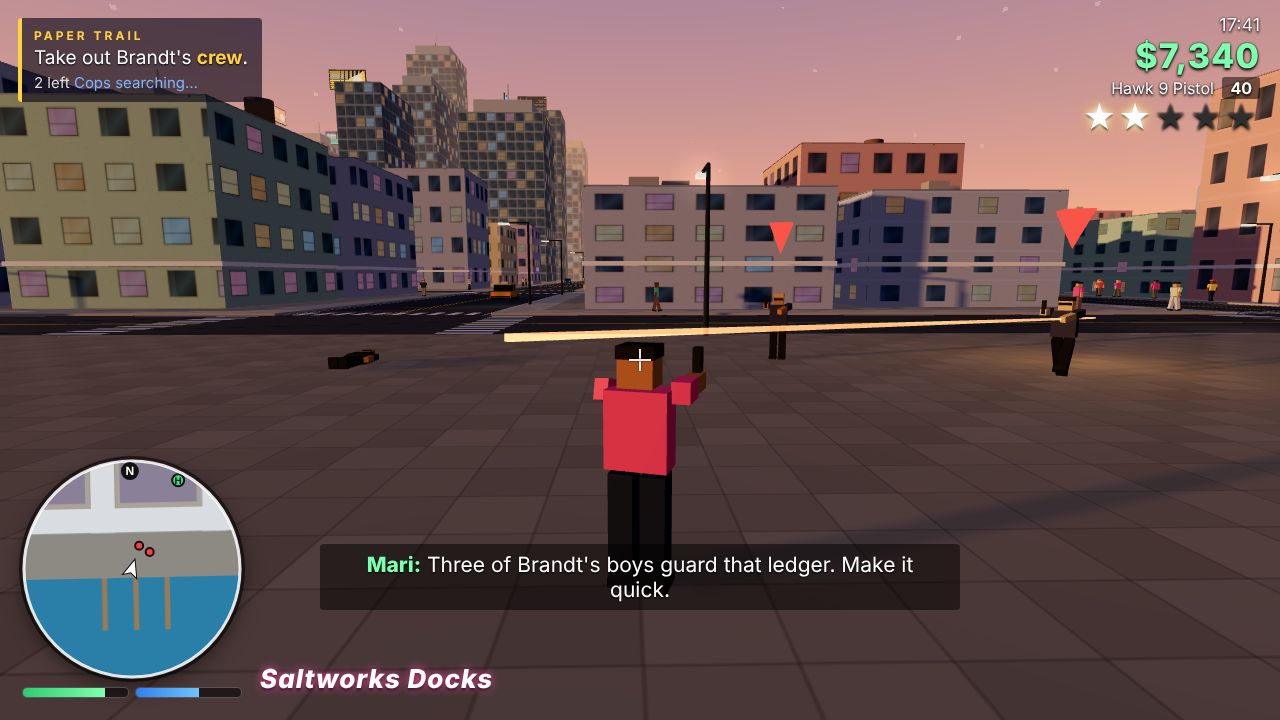 PAPER TRAIL
Take out Brandt's crew.
2 left Cops searching...
17:41
$7,340
Hawk 9 Pistol 40
N
H
Mari: Three of Brandt's boys guard that ledger. Make it
quick.
Saltworks Docks